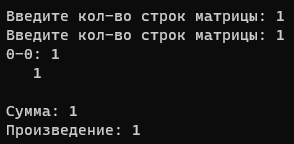 Введите кол-во строк матрицы: 1
Введите кол-во строк матрицы: 1
0-0: 1
1
Сумма: 1
Произведение: 1